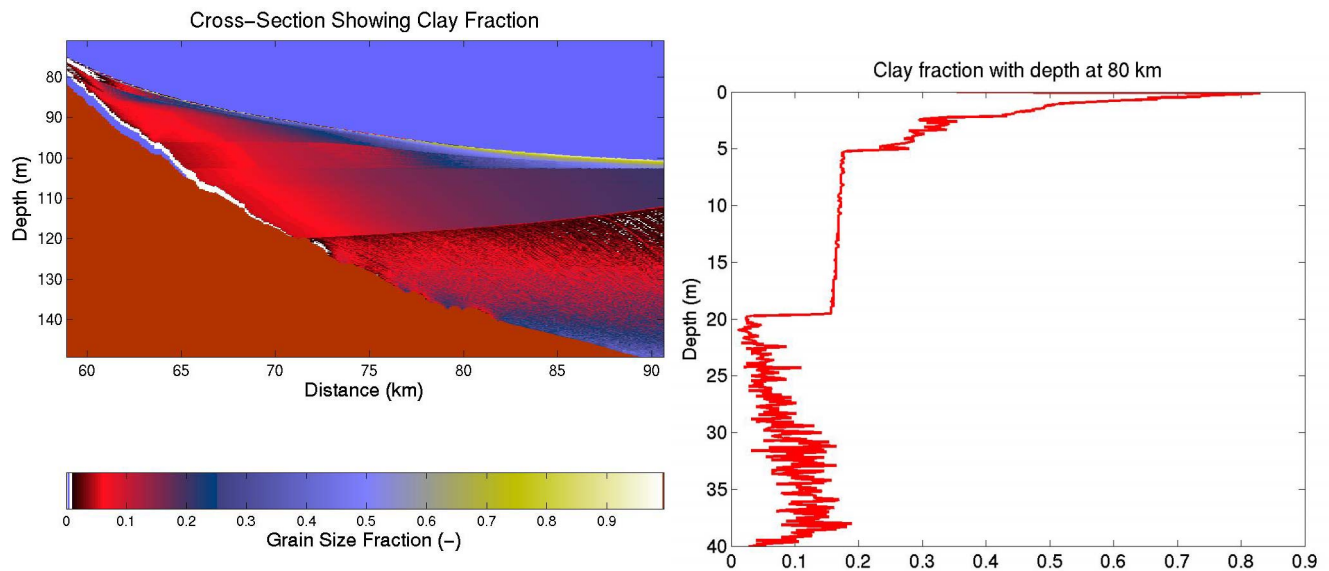 Cross-Section Showing Clay Fraction
80
90
100
110
120
130
140
Depth (m)
60 65 70 75 80 85 90
Distance (km)
0 0.1 0.2 0.3 0.4 0.5 0.6 0.7 0.8 0.9
Grain Size Fraction (-)
Clay fraction with depth at 80 km
0
5
10
15
20
25
30
35
40
Depth (m)
0 0.1 0.2 0.3 0.4 0.5 0.6 0.7 0.8 0.9